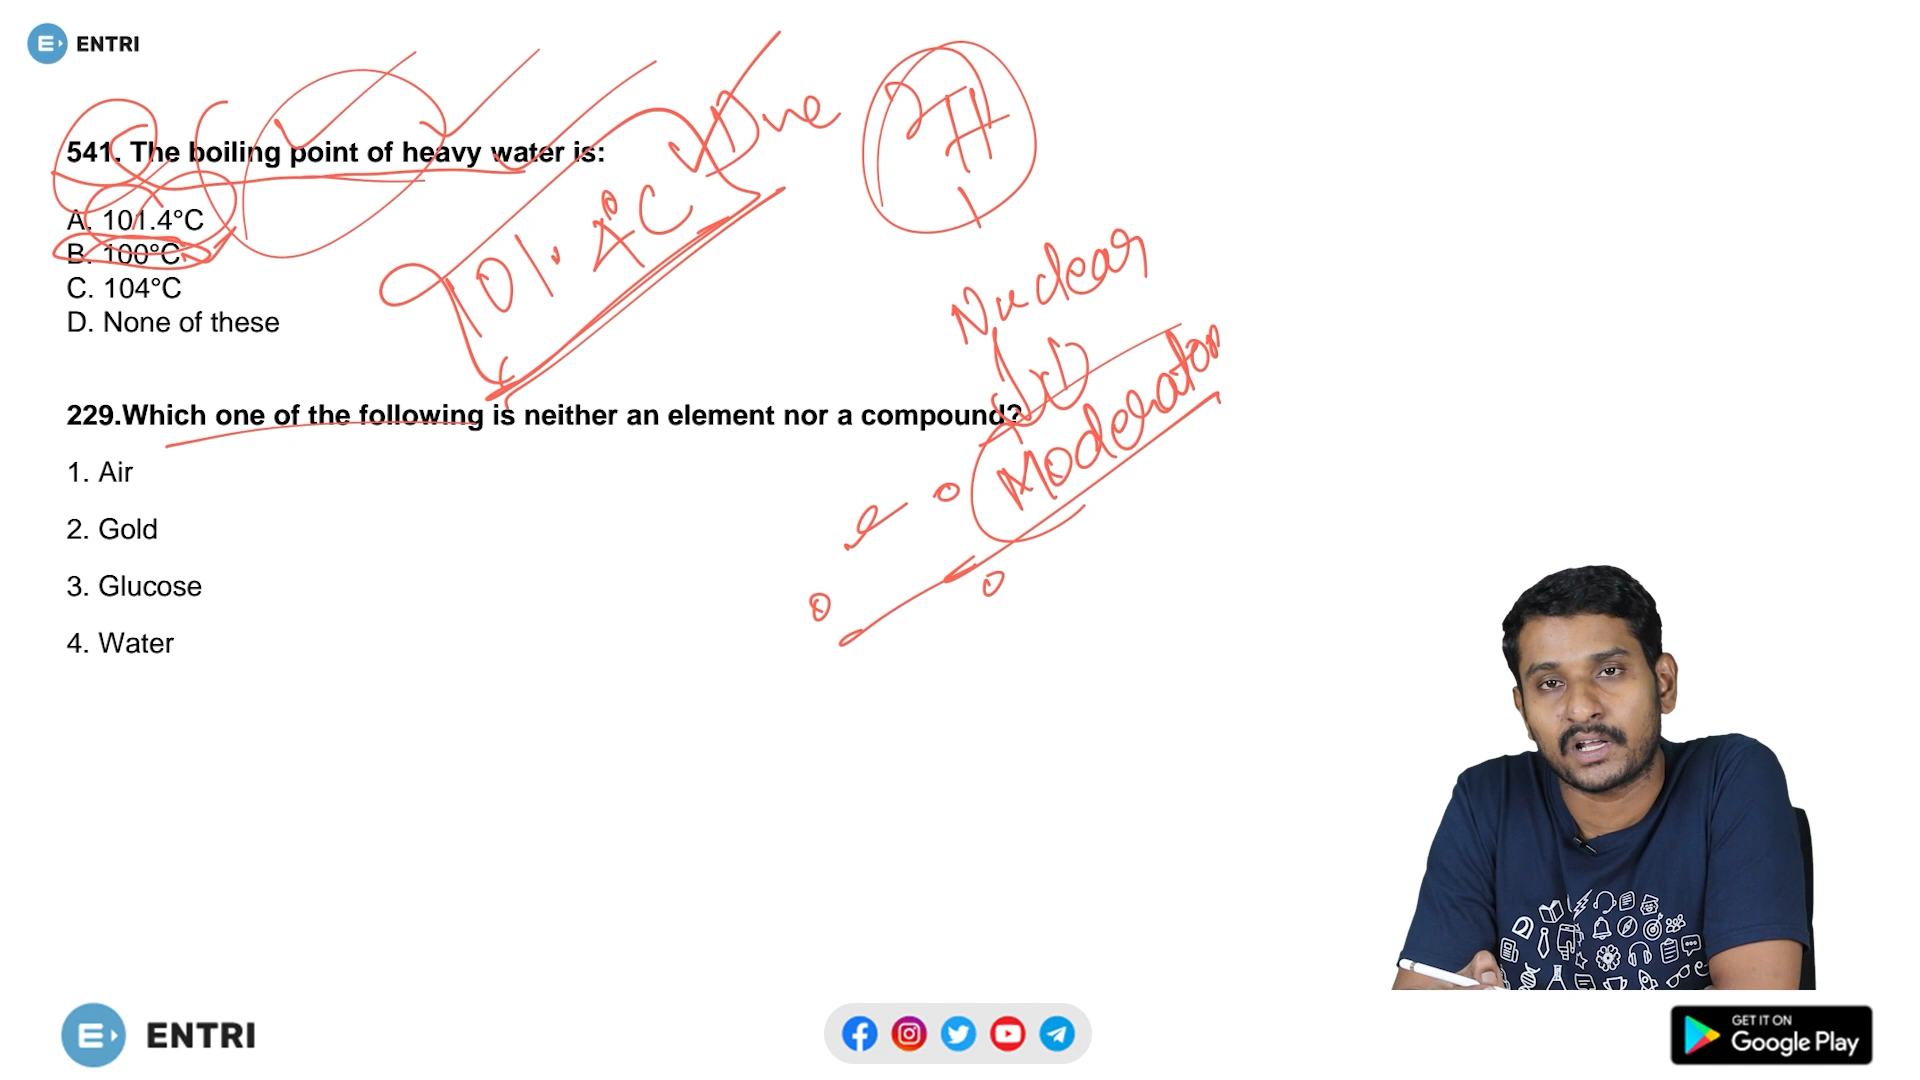 ENTRI
541. The boiling point of heavy water is:
A. 101.4°C
B. 100°C
C. 104°C
D. None of these
101.4°C
H
1
Nuclear
Moderator
229.Which one of the following is neither an element nor a compound?
1. Air
2. Gold
3. Glucose
4. Water
ENTRI
GET IT ON
Google Play